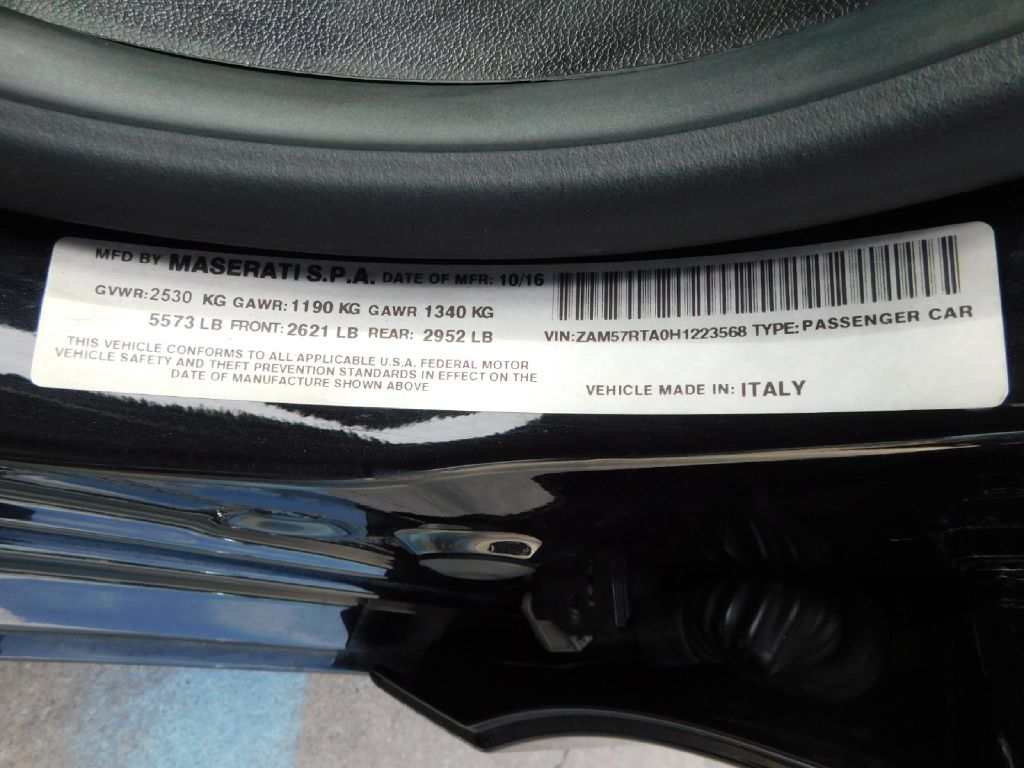 MFD BY MASERATI S.P.A. DATE OF MFR: 10/16
GVWR:2530 KG GAWR:1190 KG GAWR 1340 KG
5573 LB FRONT:2621 LB REAR: 2952 LB
THIS VEHICLE CONFORMS TO ALL APPLICABLE U.S.A. FEDERAL MOTOR
VEHICLE SAFETY AND THEFT PREVENTION STANDARDS IN EFFECT ON THE
DATE OF MANUFACTURE SHOWN ABOVE
VIN:ZAM57RTA0H1223568 TYPE:PASSENGER CAR
VEHICLE MADE IN: ITALY